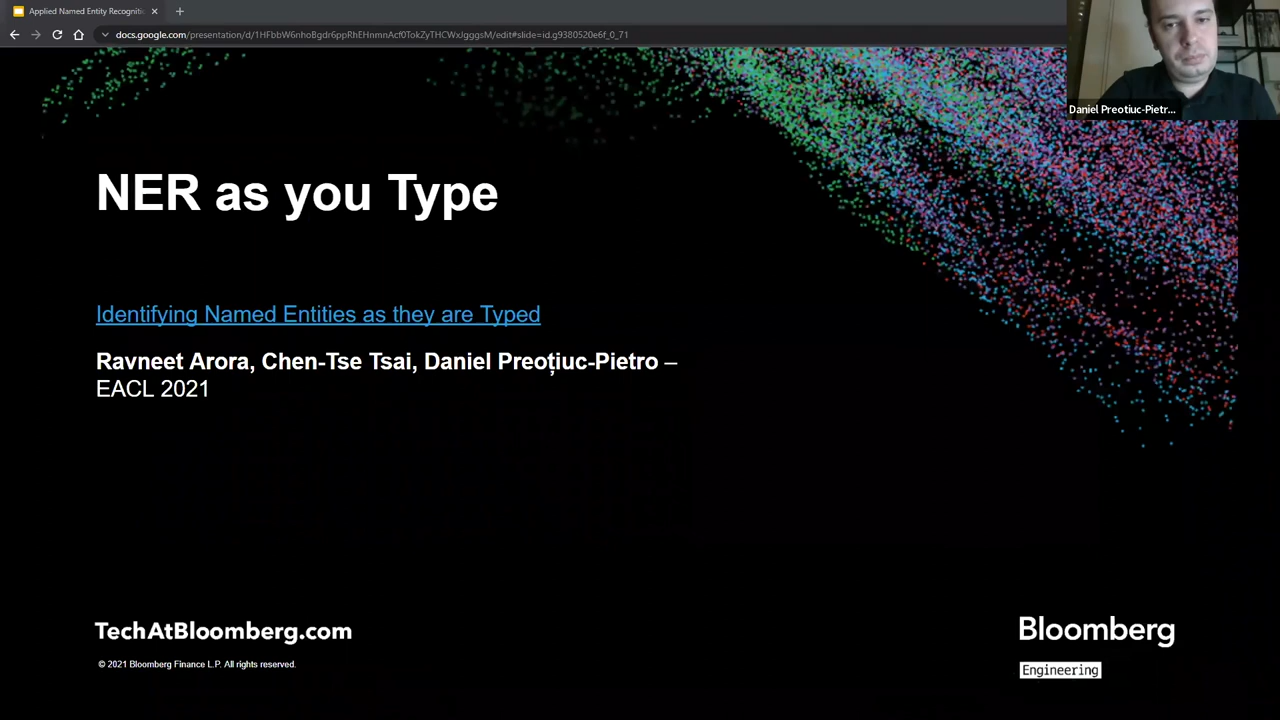 Applied Named Entity Recogniti
docs.google.com/presentation/d/1HFbbW6nhoBgdr6ppRhEHnmnAcf0TokZyTHCWxJgggsM/edit#slide=id.g9380520e6f_0_71
Daniel Preotiuc-Pietr...
NER as you Type
Identifying Named Entities as they are Typed
Ravneet Arora, Chen-Tse Tsai, Daniel Preoțiuc-Pietro –
EACL 2021
TechAtBloomberg.com
© 2021 Bloomberg Finance L.P. All rights reserved.
Bloomberg
Engineering